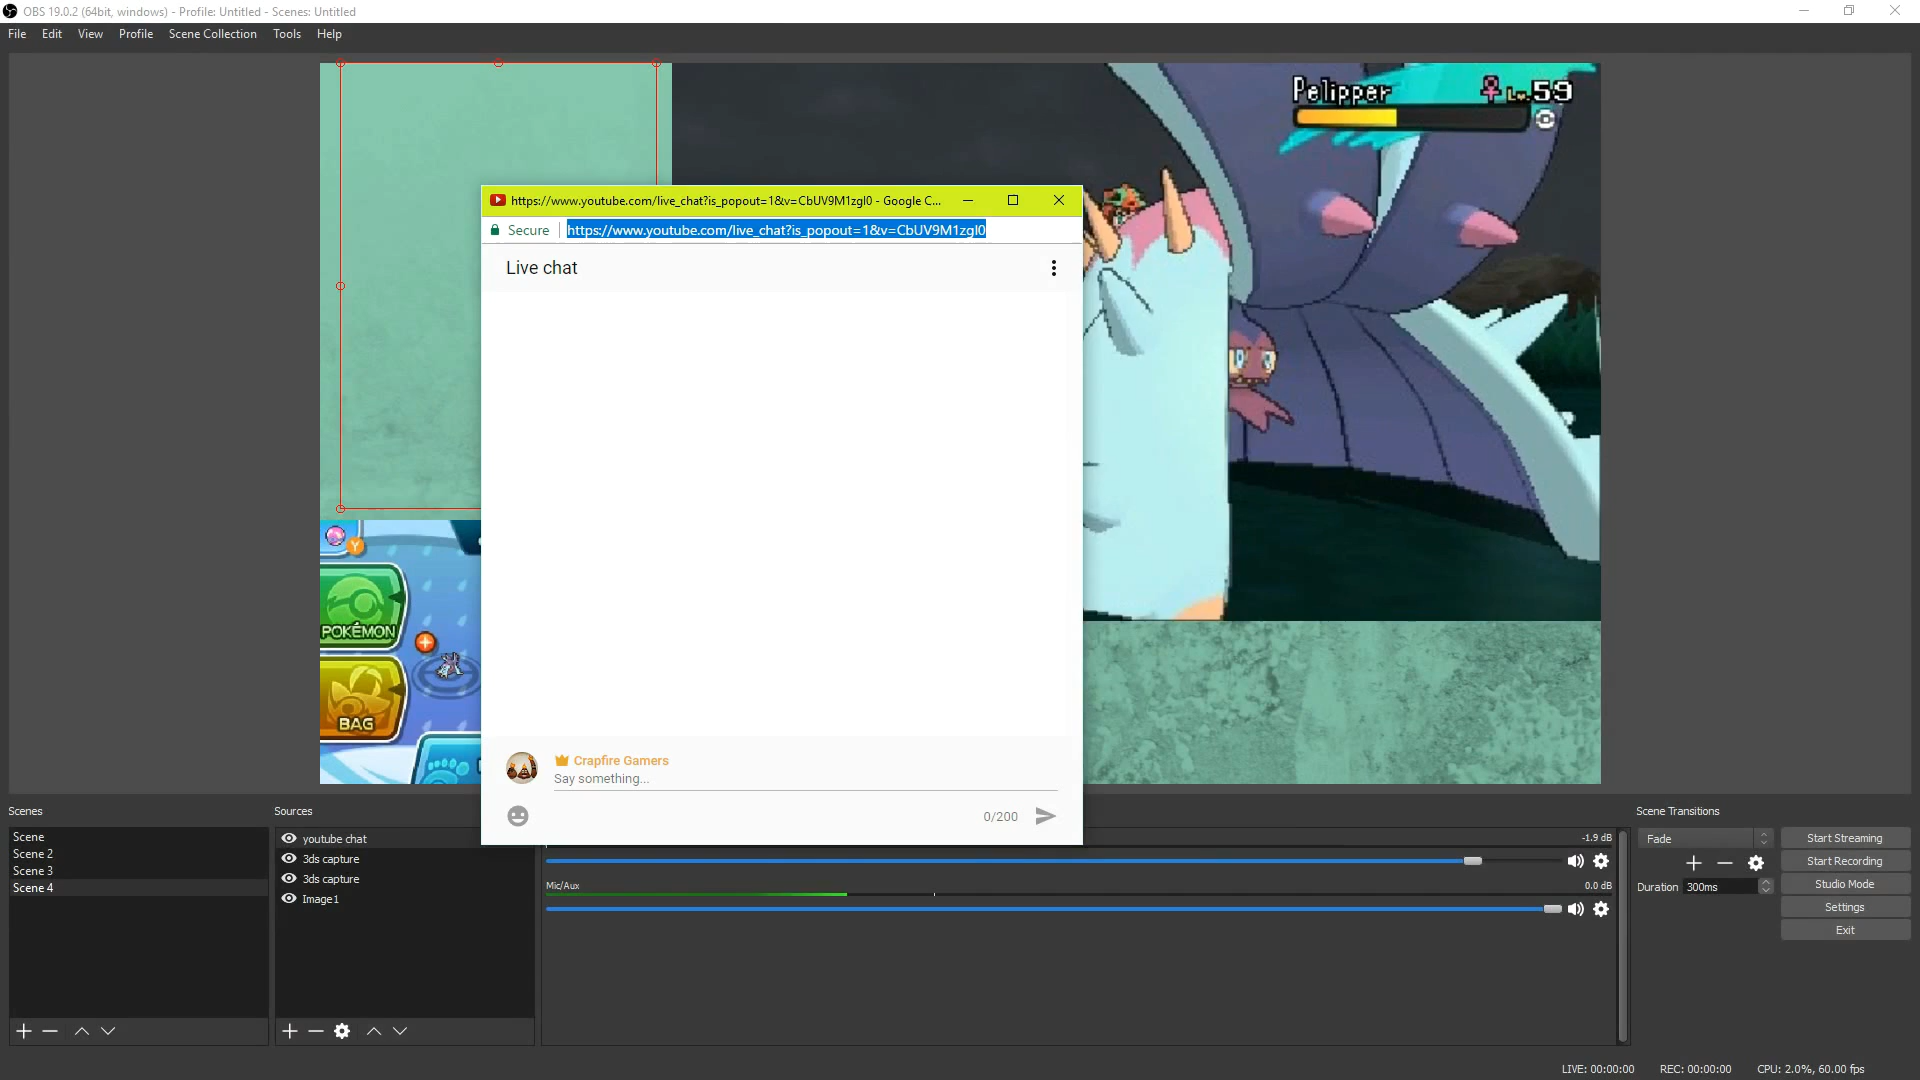 OBS 19.0.2 (64bit, windows) - Profile: Untitled - Scenes: Untitled
File Edit View Profile Scene Collection Tools Help
Pelipper ♀ Lv.59
https://www.youtube.com/live_chat?is_popout=1&v=CbUV9M1zgI0 - Google C...
Secure https://www.youtube.com/live_chat?is_popout=1&v=CbUV9M1zgI0
Live chat
Y
POKéMON
BAG
Crapfire Gamers
Say something...
0/200
Scenes
Scene
Scene 2
Scene 3
Scene 4
Sources
youtube chat
3ds capture
3ds capture
Image1
-1.9 dB
Mic/Aux 0.0 dB
Scene Transitions
Fade
Duration 300ms
Start Streaming
Start Recording
Studio Mode
Settings
Exit
LIVE: 00:00:00 REC: 00:00:00 CPU: 2.0%, 60.00 fps